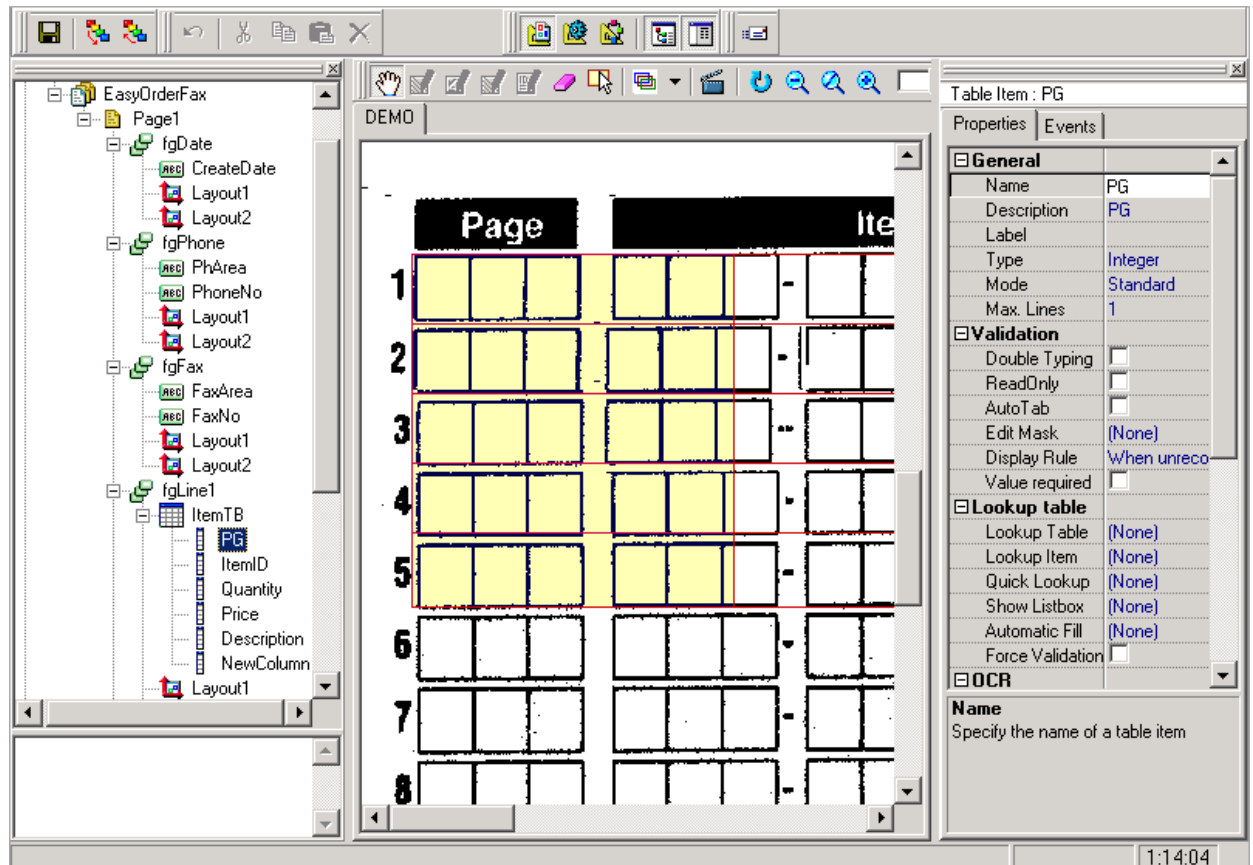 EasyOrderFax
Page1
fgDate
CreateDate
Layout1
Layout2
fgPhone
PhArea
PhoneNo
Layout1
Layout2
fgFax
FaxArea
FaxNo
Layout1
Layout2
fgLine1
ItemTB
PG
ItemID
Quantity
Price
Description
NewColumn
Layout1
DEMO
Page Ite
1 -
2 -
3 -
4 -
5 -
6 -
7 -
8 -
Table Item : PG
Properties Events
General
Name PG
Description PG
Label
Type Integer
Mode Standard
Max. Lines 1
Validation
Double Typing
ReadOnly
AutoTab
Edit Mask (None)
Display Rule When unreco
Value required
Lookup table
Lookup Table (None)
Lookup Item (None)
Quick Lookup (None)
Show Listbox (None)
Automatic Fill (None)
Force Validation
OCR
Name
Specify the name of a table item
1:14:04